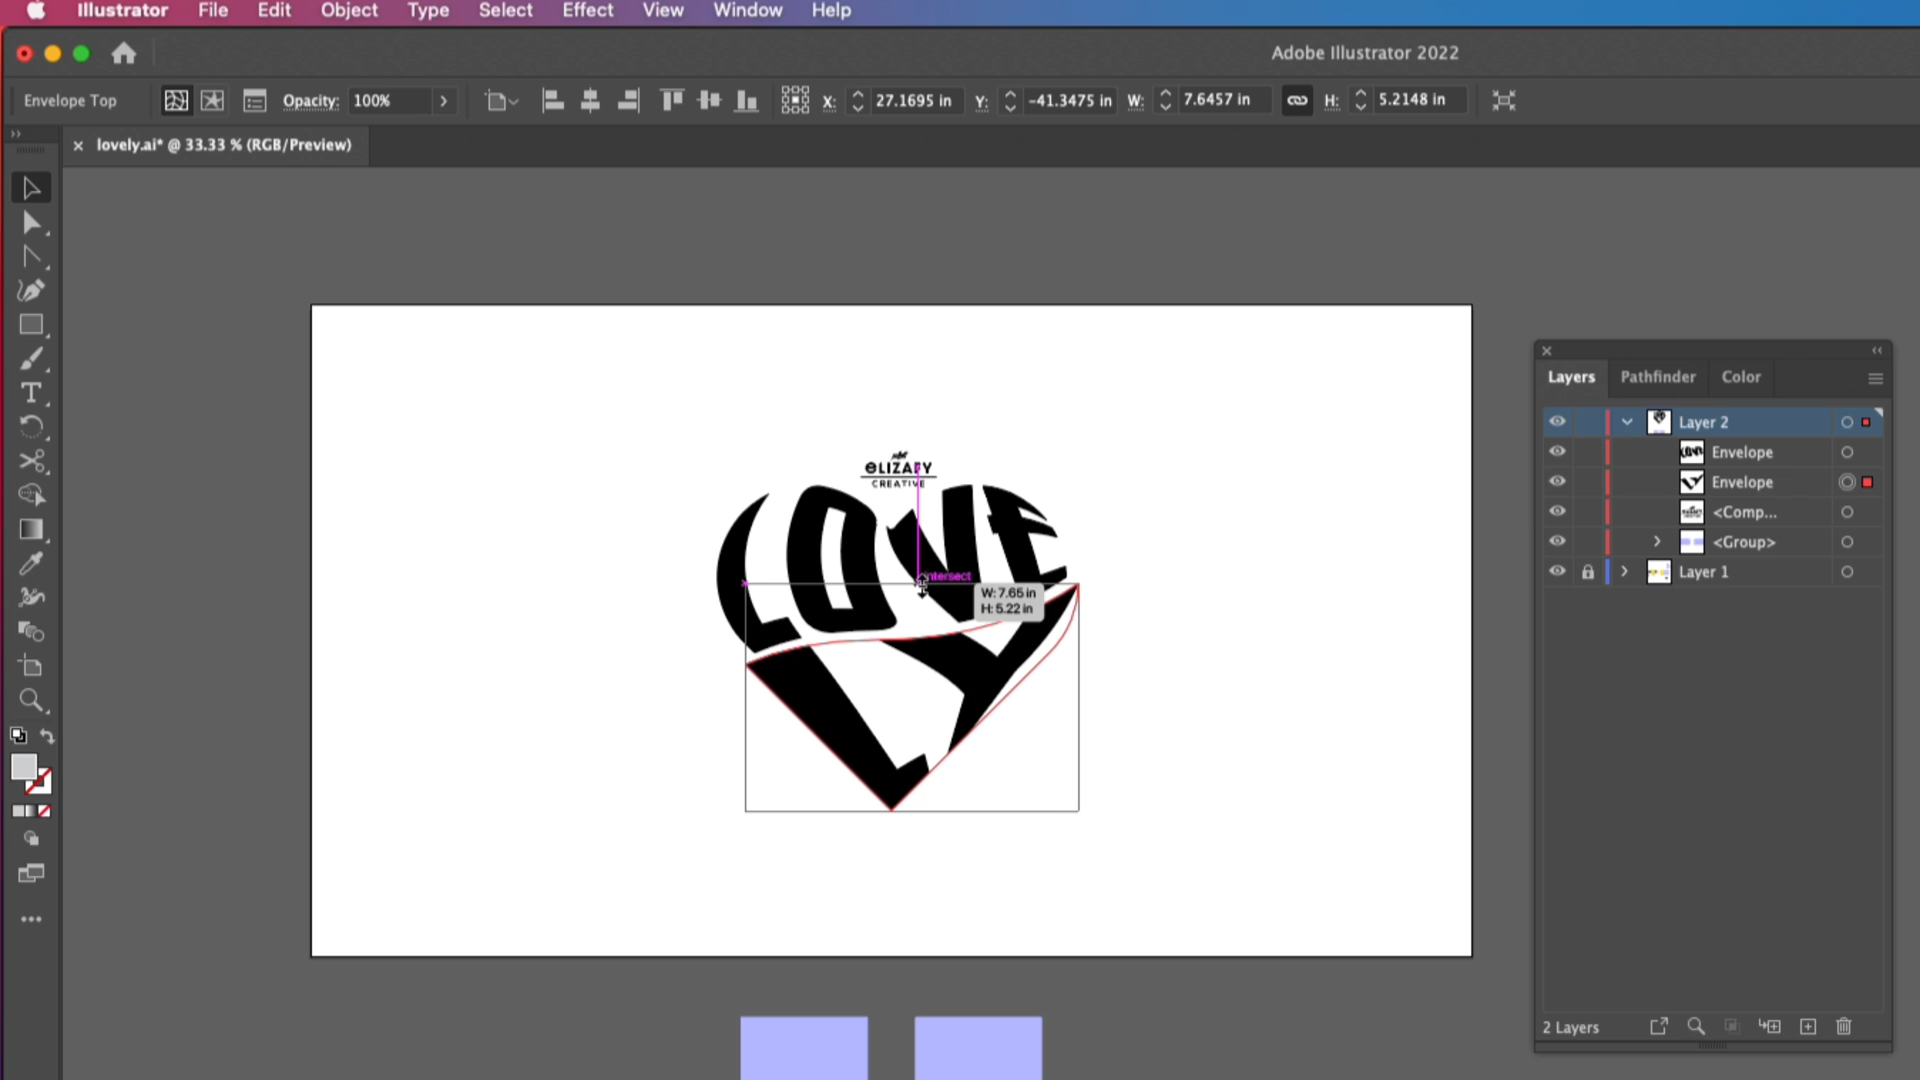 Illustrator File Edit Object Type Select Effect View Window Help
Adobe Illustrator 2022
Envelope Top Opacity: 100% X: 27.1695 in Y: -41.3475 in W: 7.6457 in H: 5.2148 in
× lovely.ai* @ 33.33 % (RGB/Preview)
Layers Pathfinder Color
Layer 2
Envelope
Envelope
<Comp...
<Group>
Layer 1
2 Layers
eLIZAFY
CREATIVE
LOVE
LY
intersect
W: 7.65 in
H: 5.22 in